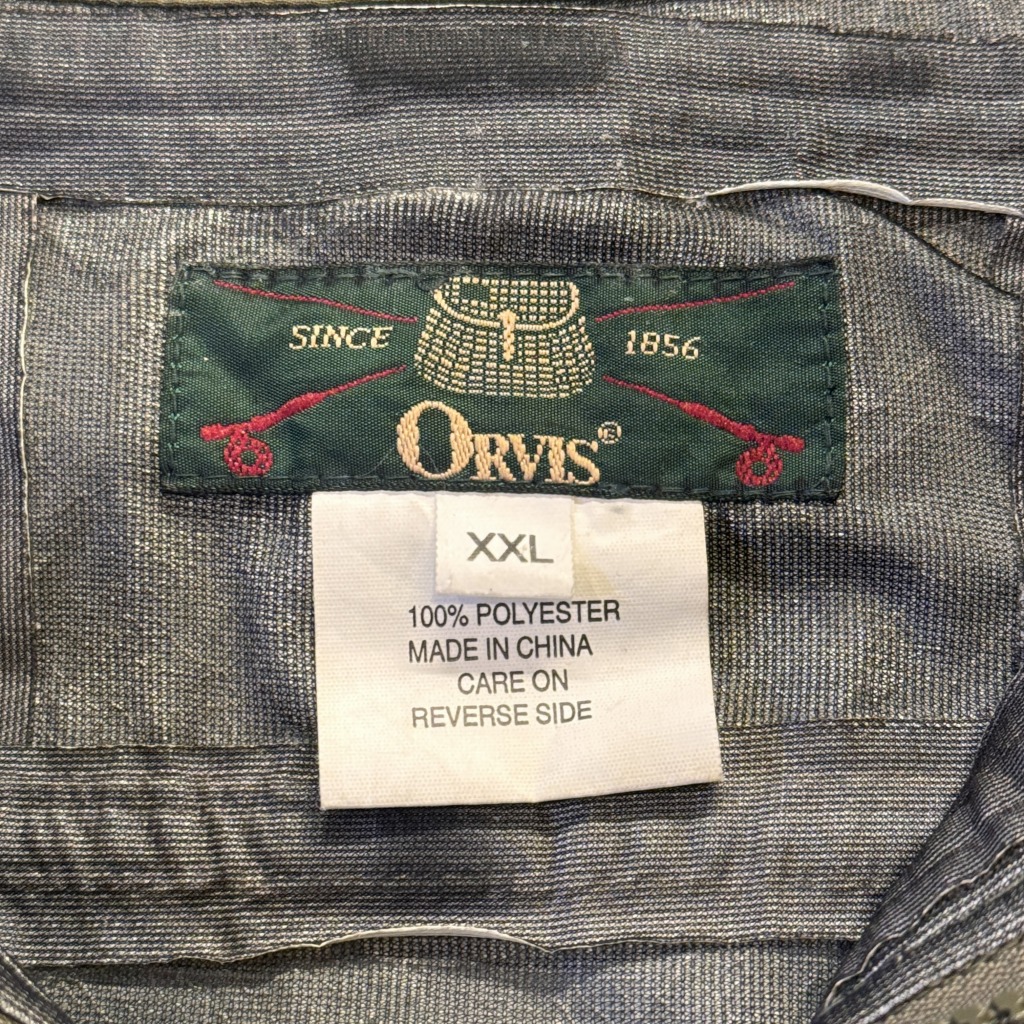 SINCE 1856
ORVIS®
XXL
100% POLYESTER
MADE IN CHINA
CARE ON
REVERSE SIDE